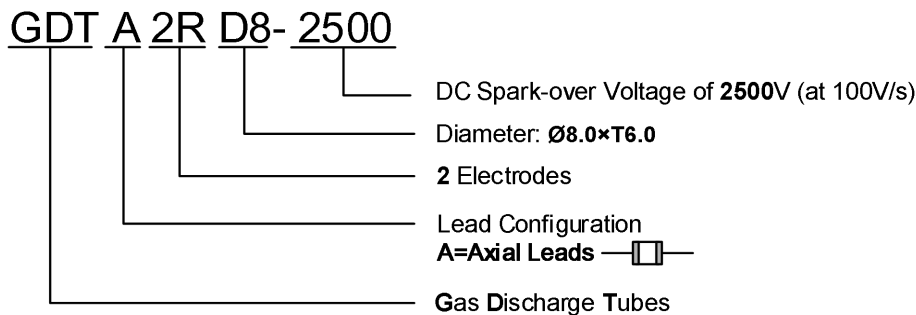 GDT A 2R D8- 2500
DC Spark-over Voltage of 2500V (at 100V/s)
Diameter: Ø8.0×T6.0
2 Electrodes
Lead Configuration
A=Axial Leads
Gas Discharge Tubes